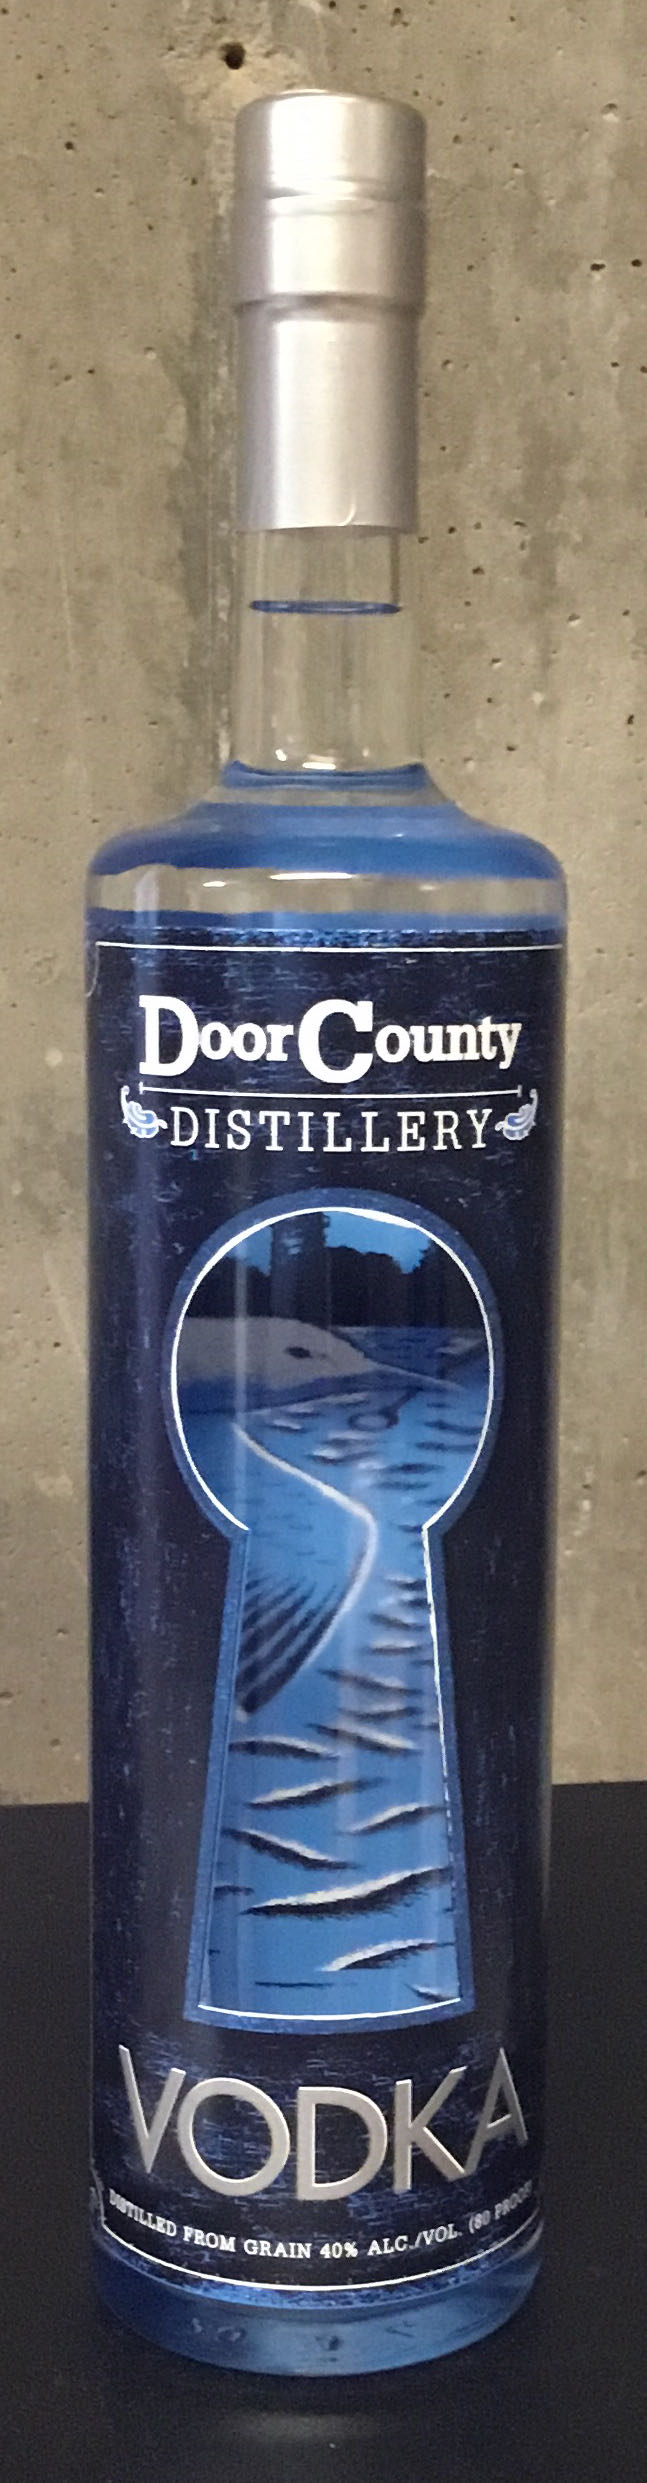 Door County
DISTILLERY
VODKA
DISTILLED FROM GRAIN 40% ALC./VOL. (80 PROOF)